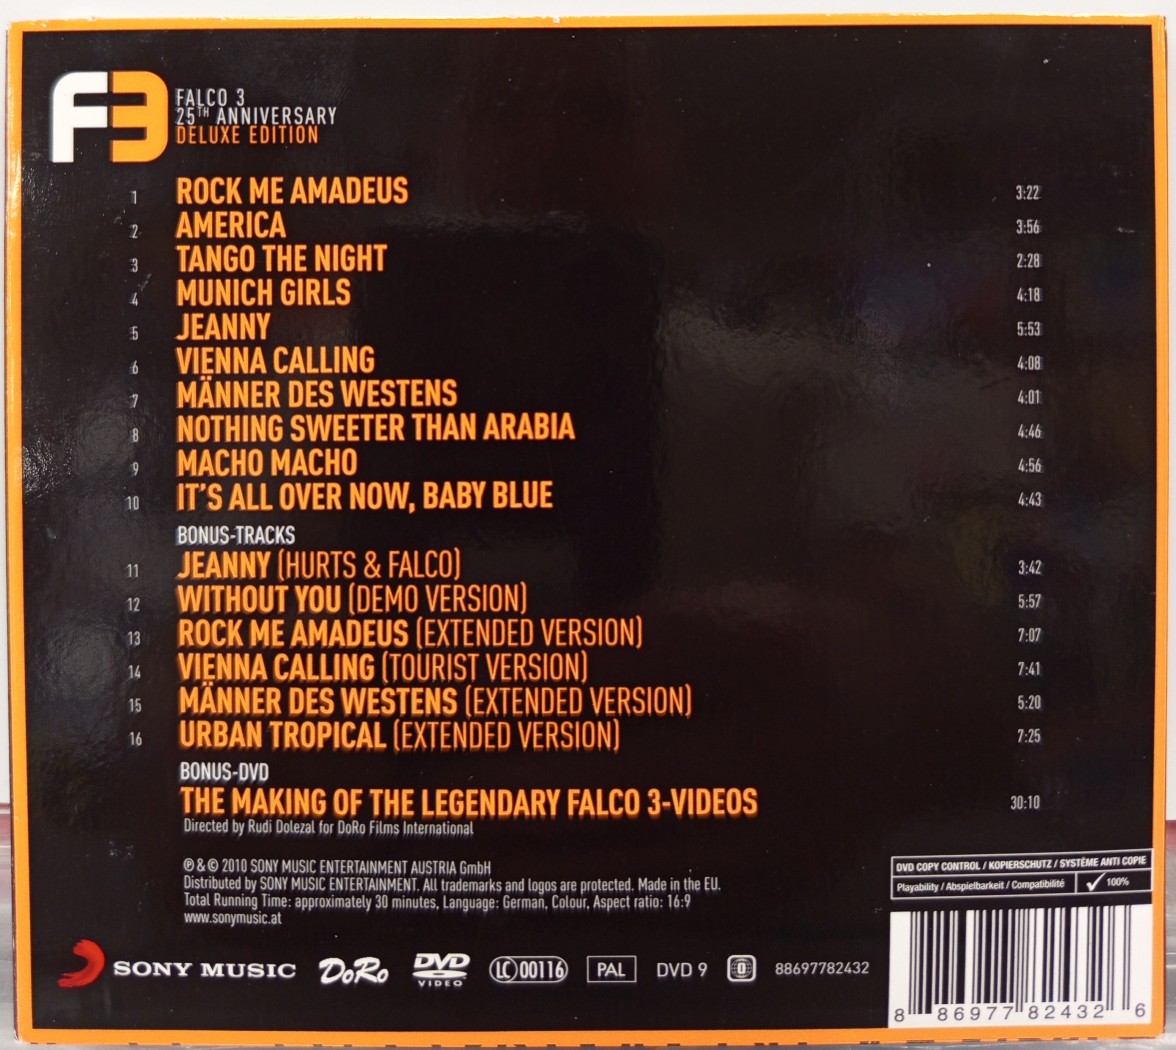 F3
FALCO 3
25TH ANNIVERSARY
DELUXE EDITION
1 ROCK ME AMADEUS 3:22
2 AMERICA 3:56
3 TANGO THE NIGHT 2:28
4 MUNICH GIRLS 4:18
5 JEANNY 5:53
6 VIENNA CALLING 4:08
7 MÄNNER DES WESTENS 4:01
8 NOTHING SWEETER THAN ARABIA 4:46
9 MACHO MACHO 4:56
10 IT'S ALL OVER NOW, BABY BLUE 4:43
BONUS-TRACKS
11 JEANNY (HURTS & FALCO) 3:42
12 WITHOUT YOU (DEMO VERSION) 5:57
13 ROCK ME AMADEUS (EXTENDED VERSION) 7:07
14 VIENNA CALLING (TOURIST VERSION) 7:41
15 MÄNNER DES WESTENS (EXTENDED VERSION) 5:20
16 URBAN TROPICAL (EXTENDED VERSION) 7:25
BONUS-DVD
THE MAKING OF THE LEGENDARY FALCO 3-VIDEOS 30:10
Directed by Rudi Dolezal for DoRo Films International
℗ & © 2010 SONY MUSIC ENTERTAINMENT AUSTRIA GmbH
Distributed by SONY MUSIC ENTERTAINMENT. All trademarks and logos are protected. Made in the EU.
Total Running Time: approximately 30 minutes, Language: German, Colour, Aspect ratio: 16:9
www.sonymusic.at
DVD COPY CONTROL / KOPIERSCHUTZ / SYSTÈME ANTI COPIE
Playability / Abspielbarkeit / Compatibilité ✓ 100%
SONY MUSIC DoRo DVD VIDEO LC 00116 PAL DVD 9 0 88697782432
8 86977 82432 6